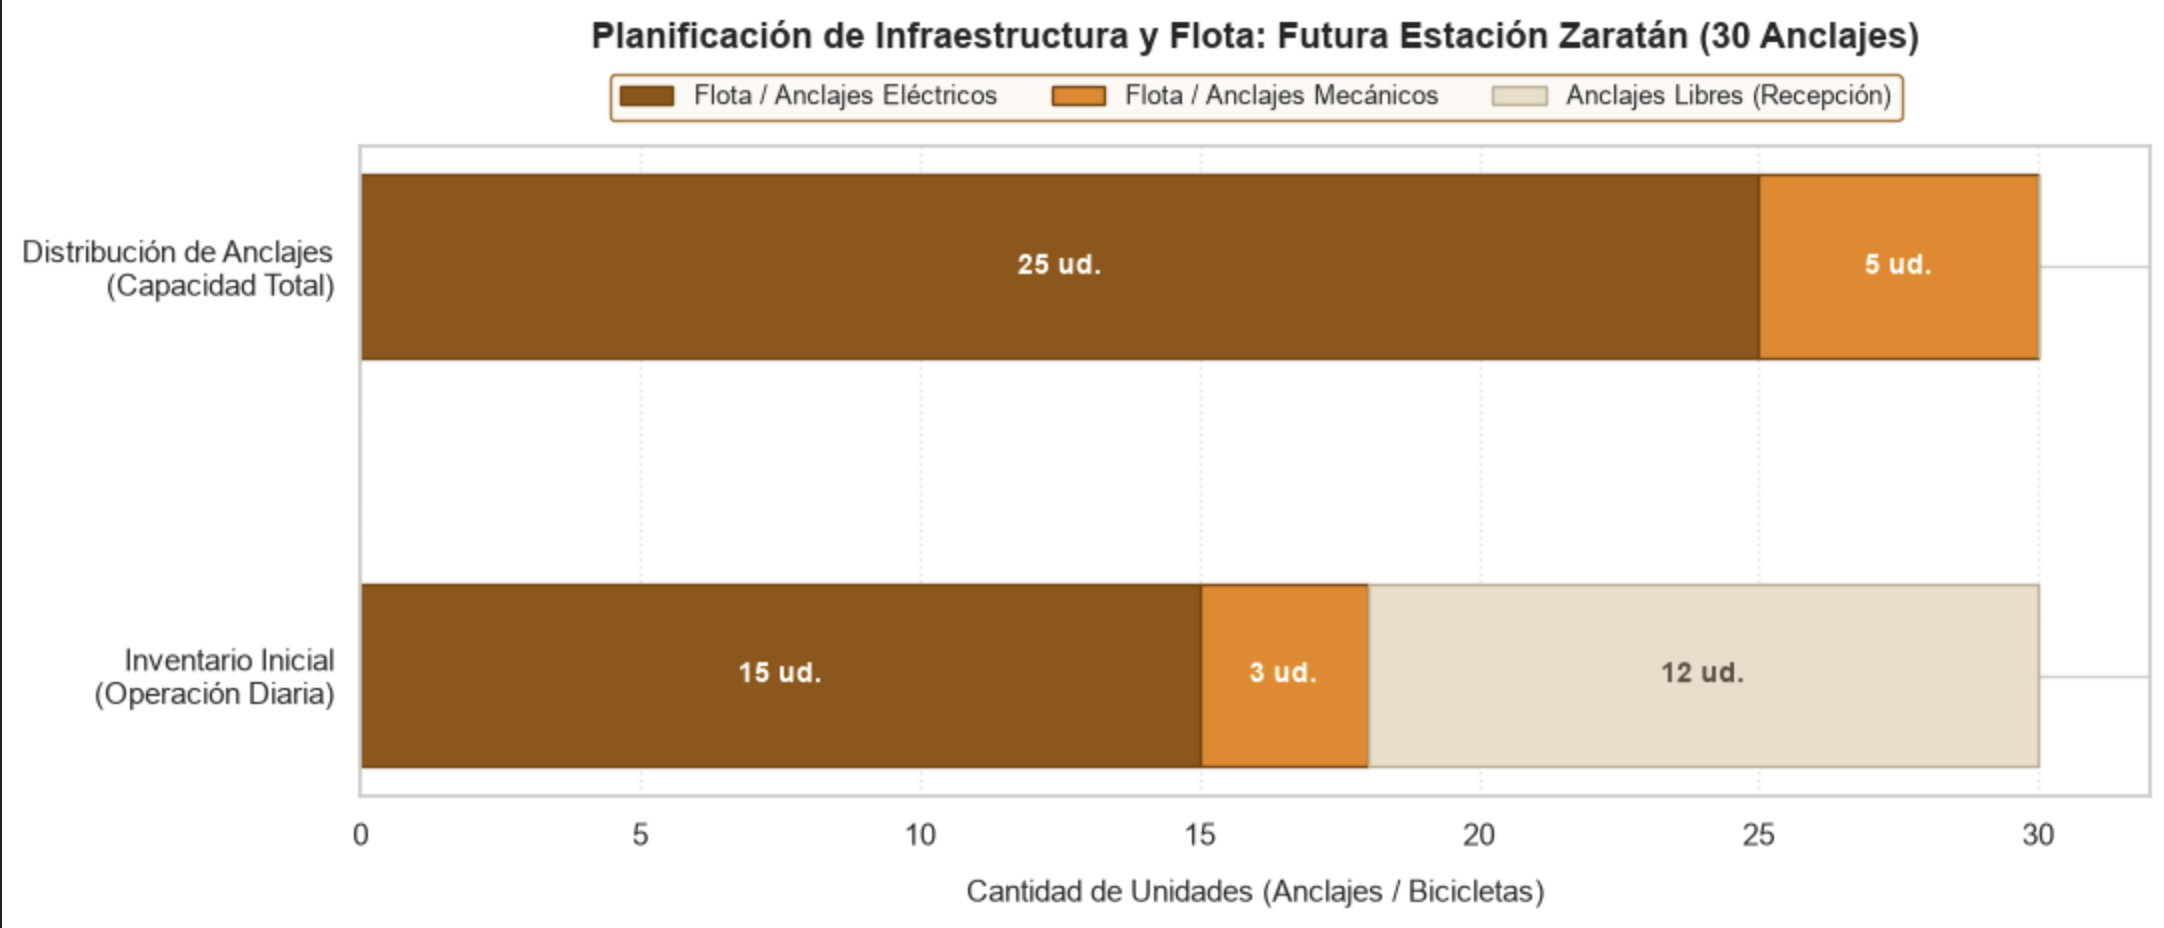 Planificación de Infraestructura y Flota: Futura Estación Zaratán (30 Anclajes)
Flota / Anclajes Eléctricos
Flota / Anclajes Mecánicos
Anclajes Libres (Recepción)
Distribución de Anclajes
(Capacidad Total)
25 ud.
5 ud.
Inventario Inicial
(Operación Diaria)
15 ud.
3 ud.
12 ud.
0
5
10
15
20
25
30
Cantidad de Unidades (Anclajes / Bicicletas)